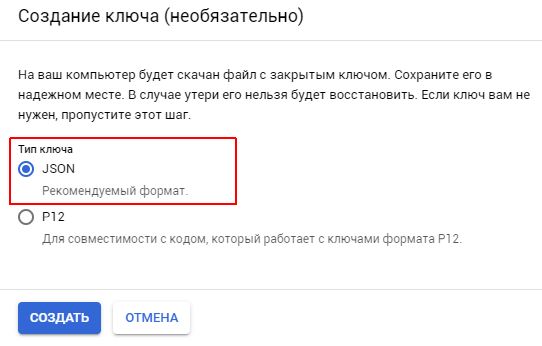 Создание ключа (необязательно)
На ваш компьютер будет скачан файл с закрытым ключом. Сохраните его в
надежном месте. В случае утери его нельзя будет восстановить. Если ключ вам не
нужен, пропустите этот шаг.
Тип ключа
JSON
Рекомендуемый формат.
P12
Для совместимости с кодом, который работает с ключами формата P12.
СОЗДАТЬ ОТМЕНА